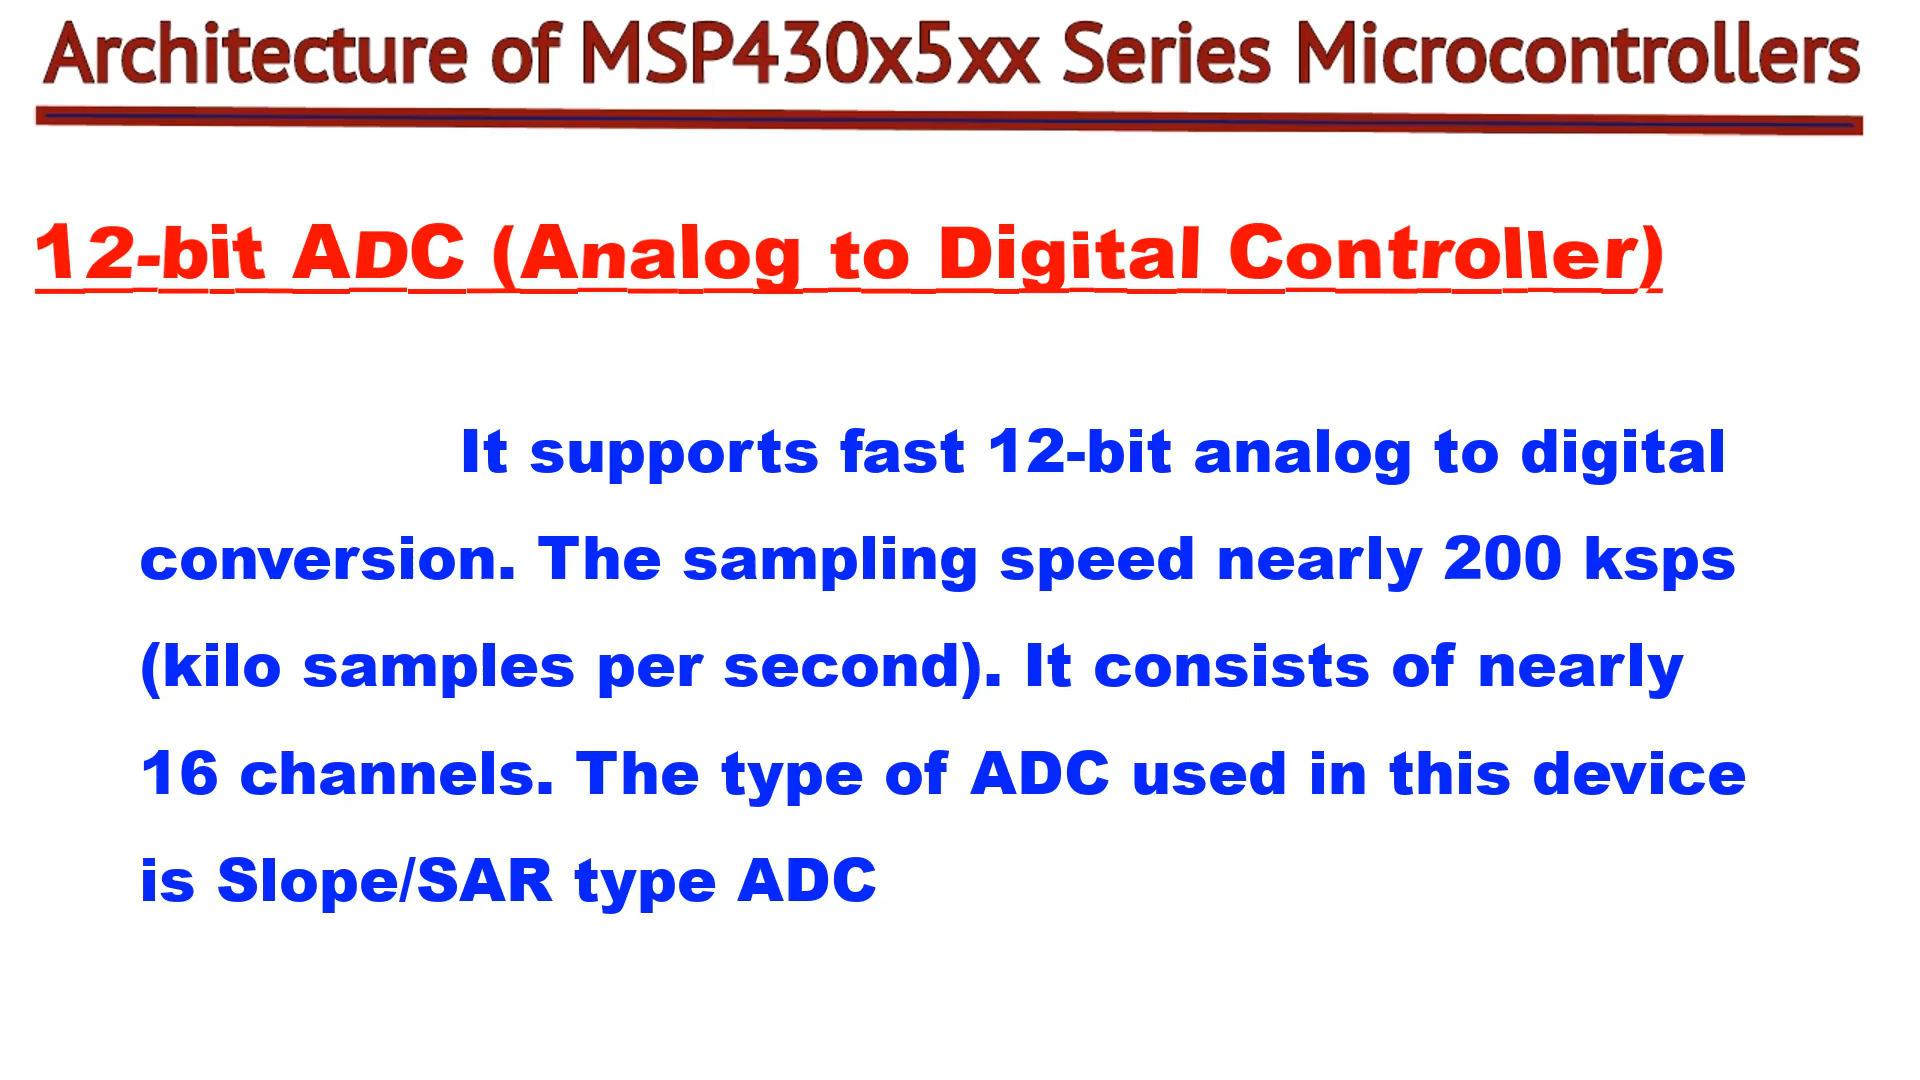 Architecture of MSP430x5xx Series Microcontrollers
12-bit ADC (Analog to Digital Controller)
It supports fast 12-bit analog to digital
conversion. The sampling speed nearly 200 ksps
(kilo samples per second). It consists of nearly
16 channels. The type of ADC used in this device
is Slope/SAR type ADC